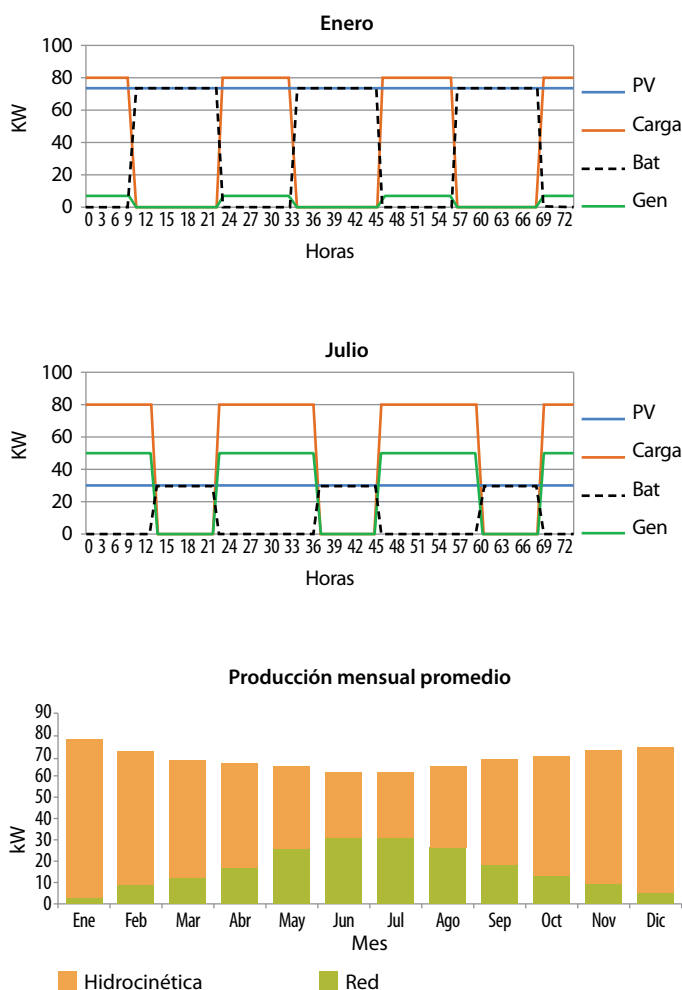 Enero
100
80
60
40
20
0
KW
0 3 6 9 12 15 18 21 24 27 30 33 36 39 42 45 48 51 54 57 60 63 66 69 72
Horas
PV
Carga
Bat
Gen
Julio
100
80
60
40
20
0
KW
0 3 6 9 12 15 18 21 24 27 30 33 36 39 42 45 48 51 54 57 60 63 66 69 72
Horas
PV
Carga
Bat
Gen
Producción mensual promedio
90
80
70
60
50
40
30
20
10
0
kW
Ene Feb Mar Abr May Jun Jul Ago Sep Oct Nov Dic
Mes
Hidrocinética Red